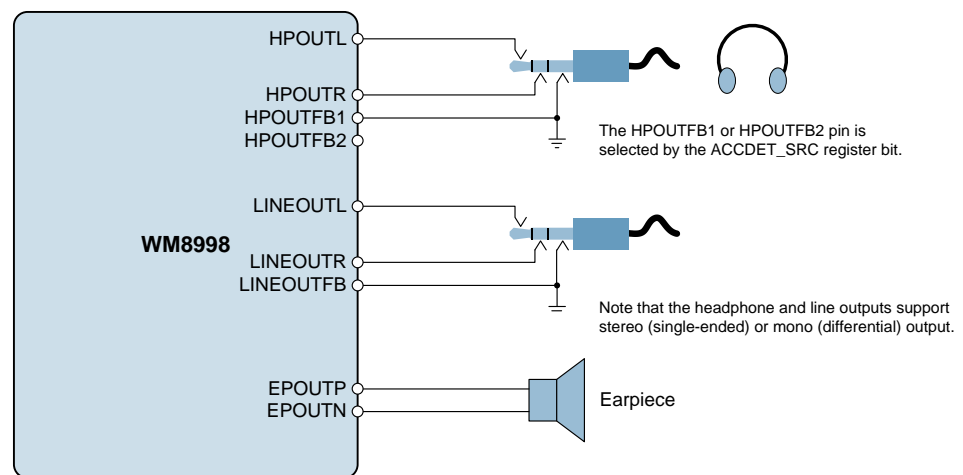 HPOUTL
HPOUTR
HPOUTFB1
HPOUTFB2
The HPOUTFB1 or HPOUTFB2 pin is
selected by the ACCDET_SRC register bit.
LINEOUTL
WM8998
LINEOUTR
LINEOUTFB
Note that the headphone and line outputs support
stereo (single-ended) or mono (differential) output.
EPOUTP
EPOUTN
Earpiece